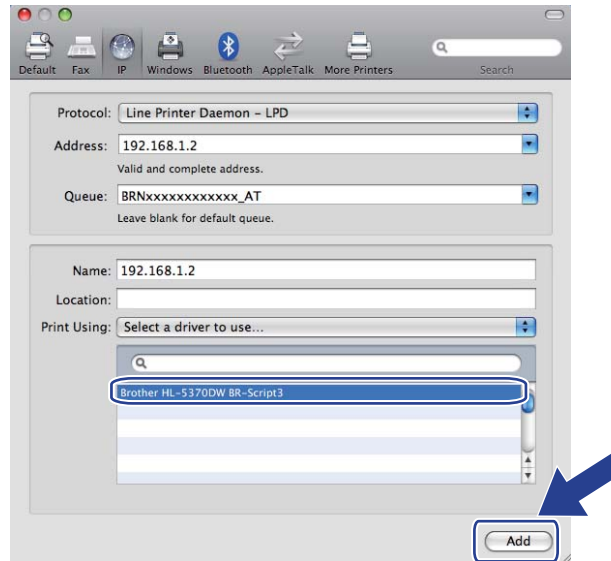 Default Fax IP Windows Bluetooth AppleTalk More Printers Search
Protocol: Line Printer Daemon – LPD
Address: 192.168.1.2
Valid and complete address.
Queue: BRNxxxxxxxxxxxx_AT
Leave blank for default queue.
Name: 192.168.1.2
Location:
Print Using: Select a driver to use...
Brother HL-5370DW BR-Script3
Add